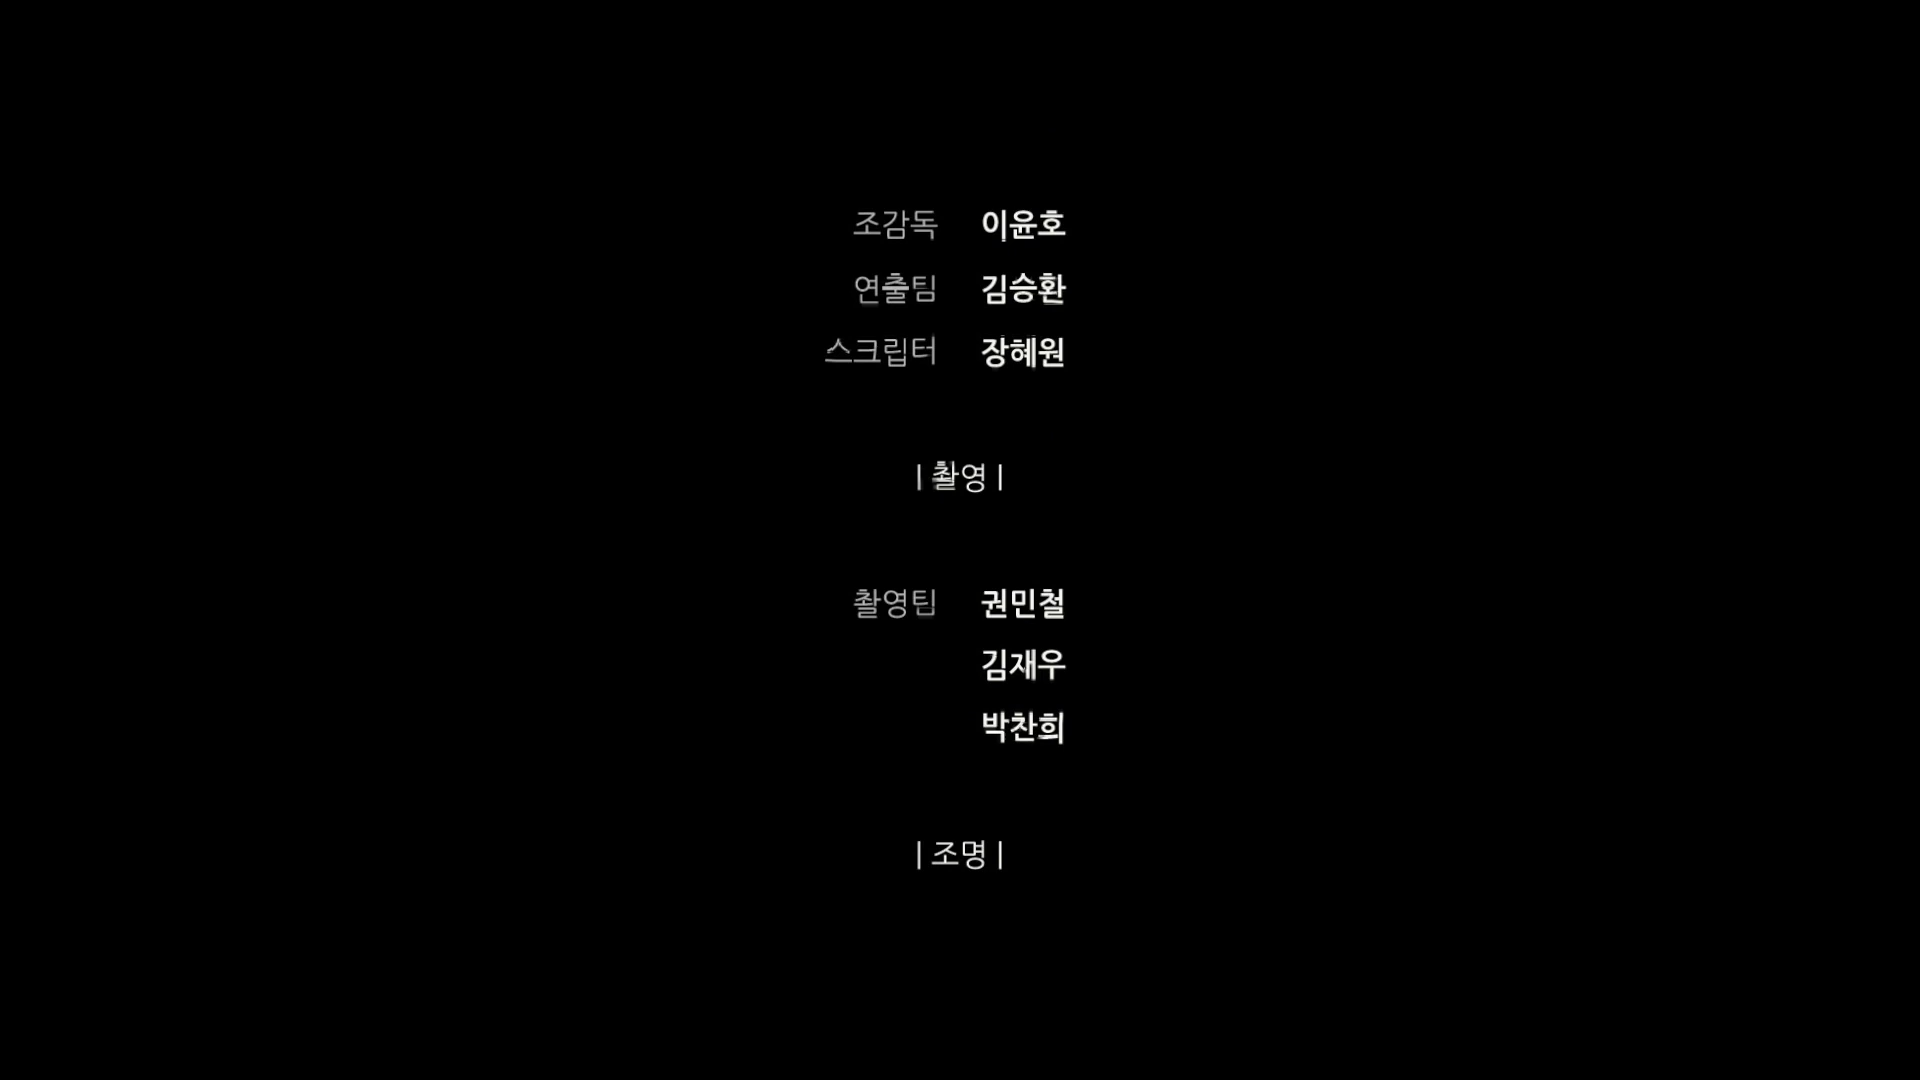 조감독 이윤호
연출팀 김승환
스크립터 장혜원
| 촬영 |
촬영팀 권민철
김재우
박찬희
| 조명 |